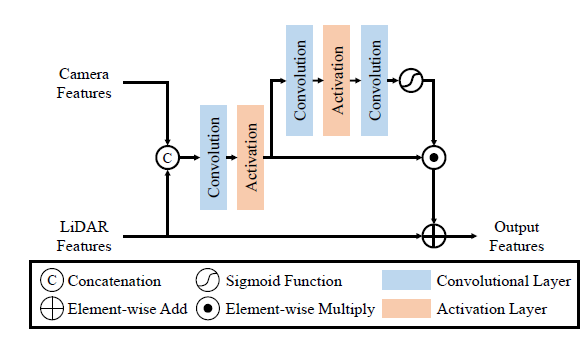 Camera
Features
Convolution
Activation
Convolution
C
Convolution
Activation
LiDAR
Features
Output
Features
C Concatenation
Sigmoid Function
Convolutional Layer
Element-wise Add
Element-wise Multiply
Activation Layer